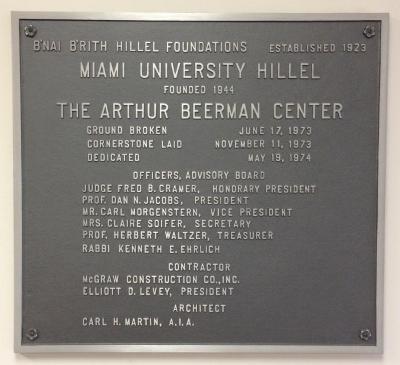 B'NAI B'RITH HILLEL FOUNDATIONS ESTABLISHED 1923
MIAMI UNIVERSITY HILLEL
FOUNDED 1944
THE ARTHUR BEERMAN CENTER
GROUND BROKEN JUNE 17, 1973
CORNERSTONE LAID NOVEMBER 11, 1973
DEDICATED MAY 19, 1974
OFFICERS, ADVISORY BOARD
JUDGE FRED B. CRAMER, HONORARY PRESIDENT
PROF. DAN N. JACOBS, PRESIDENT
MR. CARL MORGENSTERN, VICE PRESIDENT
MRS. CLAIRE SOIFER, SECRETARY
PROF. HERBERT WALTZER, TREASURER
RABBI KENNETH E. EHRLICH
CONTRACTOR
McGRAW CONSTRUCTION CO., INC.
ELLIOTT D. LEVEY, PRESIDENT
ARCHITECT
CARL H. MARTIN, A.I.A.